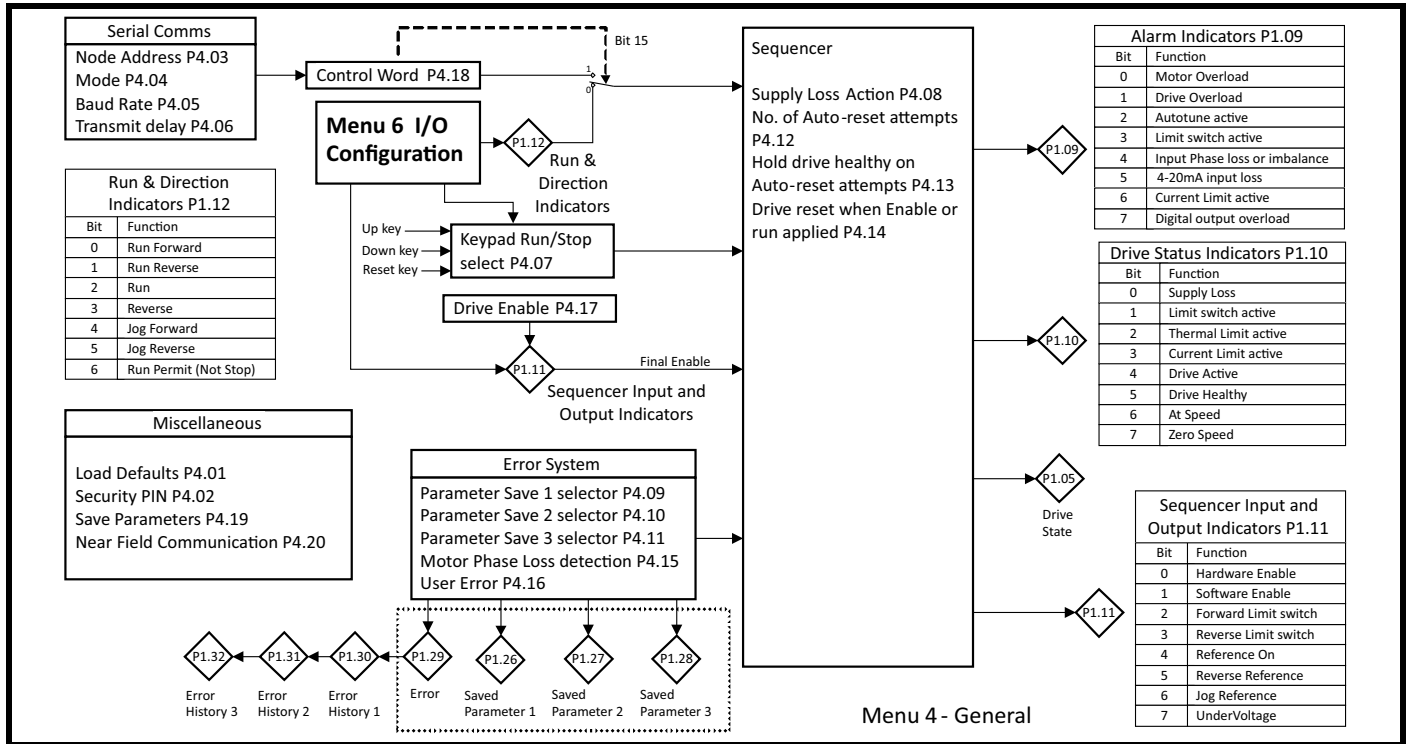 Serial Comms
Node Address P4.03
Mode P4.04
Baud Rate P4.05
Transmit delay P4.06
Control Word P4.18
Bit 15
1
0
Menu 6 I/O
Configuration
P1.12
Run &
Direction
Indicators
Run & Direction
Indicators P1.12
Bit Function
0 Run Forward
1 Run Reverse
2 Run
3 Reverse
4 Jog Forward
5 Jog Reverse
6 Run Permit (Not Stop)
Up key
Down key
Reset key
Keypad Run/Stop
select P4.07
Drive Enable P4.17
P1.11
Final Enable
Sequencer Input and
Output Indicators
Miscellaneous
Load Defaults P4.01
Security PIN P4.02
Save Parameters P4.19
Near Field Communication P4.20
Error System
Parameter Save 1 selector P4.09
Parameter Save 2 selector P4.10
Parameter Save 3 selector P4.11
Motor Phase Loss detection P4.15
User Error P4.16
P1.32
P1.31
P1.30
P1.29
P1.26
P1.27
P1.28
Error
History 3
Error
History 2
Error
History 1
Error
Saved
Parameter 1
Saved
Parameter 2
Saved
Parameter 3
Sequencer
Supply Loss Action P4.08
No. of Auto-reset attempts
P4.12
Hold drive healthy on
Auto-reset attempts P4.13
Drive reset when Enable or
run applied P4.14
P1.09
P1.10
P1.05
Drive
State
P1.11
Alarm Indicators P1.09
Bit Function
0 Motor Overload
1 Drive Overload
2 Autotune active
3 Limit switch active
4 Input Phase loss or imbalance
5 4-20mA input loss
6 Current Limit active
7 Digital output overload
Drive Status Indicators P1.10
Bit Function
0 Supply Loss
1 Limit switch active
2 Thermal Limit active
3 Current Limit active
4 Drive Active
5 Drive Healthy
6 At Speed
7 Zero Speed
Sequencer Input and
Output Indicators P1.11
Bit Function
0 Hardware Enable
1 Software Enable
2 Forward Limit switch
3 Reverse Limit switch
4 Reference On
5 Reverse Reference
6 Jog Reference
7 UnderVoltage
Menu 4 - General